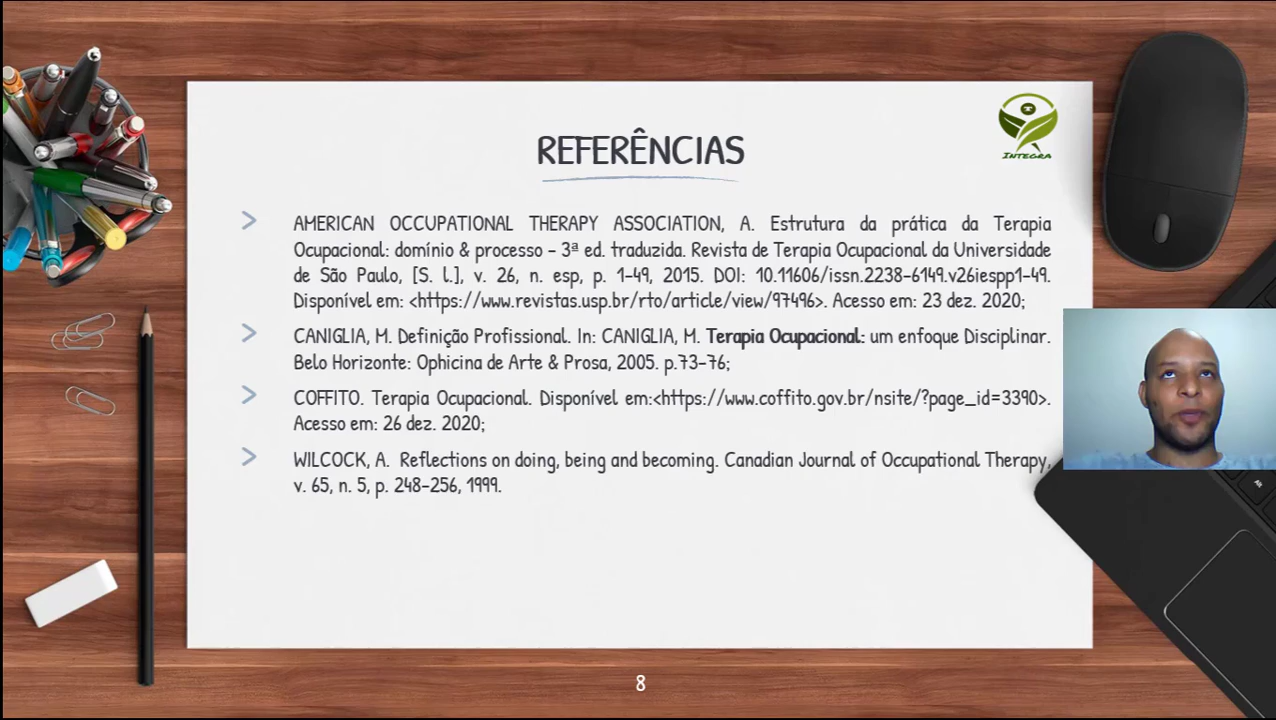 REFERÊNCIAS
INTEGRA
AMERICAN OCCUPATIONAL THERAPY ASSOCIATION, A. Estrutura da prática da Terapia
Ocupacional: domínio & processo – 3ª ed. traduzida. Revista de Terapia Ocupacional da Universidade
de São Paulo, [S. l.], v. 26, n. esp, p. 1-49, 2015. DOI: 10.11606/issn.2238-6149.v26iespp1-49.
Disponível em: <https://www.revistas.usp.br/rto/article/view/97496>. Acesso em: 23 dez. 2020;
CANIGLIA, M. Definição Profissional. In: CANIGLIA, M. Terapia Ocupacional: um enfoque Disciplinar.
Belo Horizonte: Ophicina de Arte & Prosa, 2005. p.73-76;
COFFITO. Terapia Ocupacional. Disponível em:<https://www.coffito.gov.br/nsite/?page_id=3390>.
Acesso em: 26 dez. 2020;
WILCOCK, A. Reflections on doing, being and becoming. Canadian Journal of Occupational Therapy,
v. 65, n. 5, p. 248-256, 1999.
Alt
8